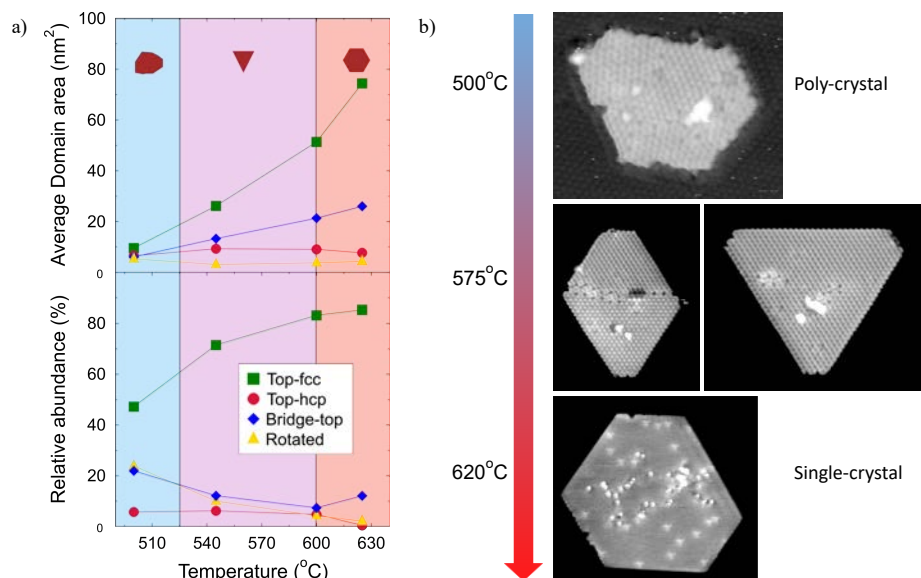 a)
Average Domain area (nm²)
100
80
60
40
20
0
Relative abundance (%)
80
60
40
20
0
Top-fcc
Top-hcp
Bridge-top
Rotated
510 540 570 600 630
Temperature (°C)
b)
500°C
Poly-crystal
575°C
620°C
Single-crystal